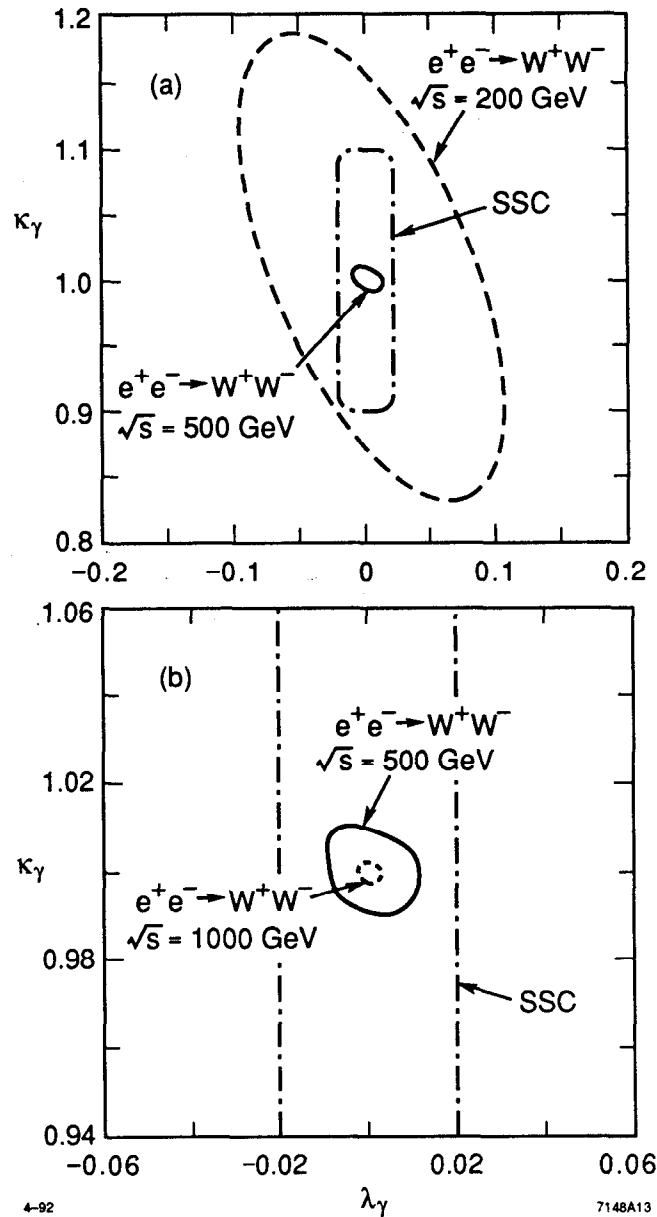 1.2
(a)
e⁺e⁻→W⁺W⁻
√s = 200 GeV
1.1
SSC
κγ
1.0
e⁺e⁻→W⁺W⁻
√s = 500 GeV
0.9
0.8
−0.2 −0.1 0 0.1 0.2
1.06
(b)
e⁺e⁻→W⁺W⁻
√s = 500 GeV
1.02
κγ
e⁺e⁻→W⁺W⁻
√s = 1000 GeV
0.98
SSC
0.94
−0.06 −0.02 0.02 0.06
4–92 λγ 7148A13